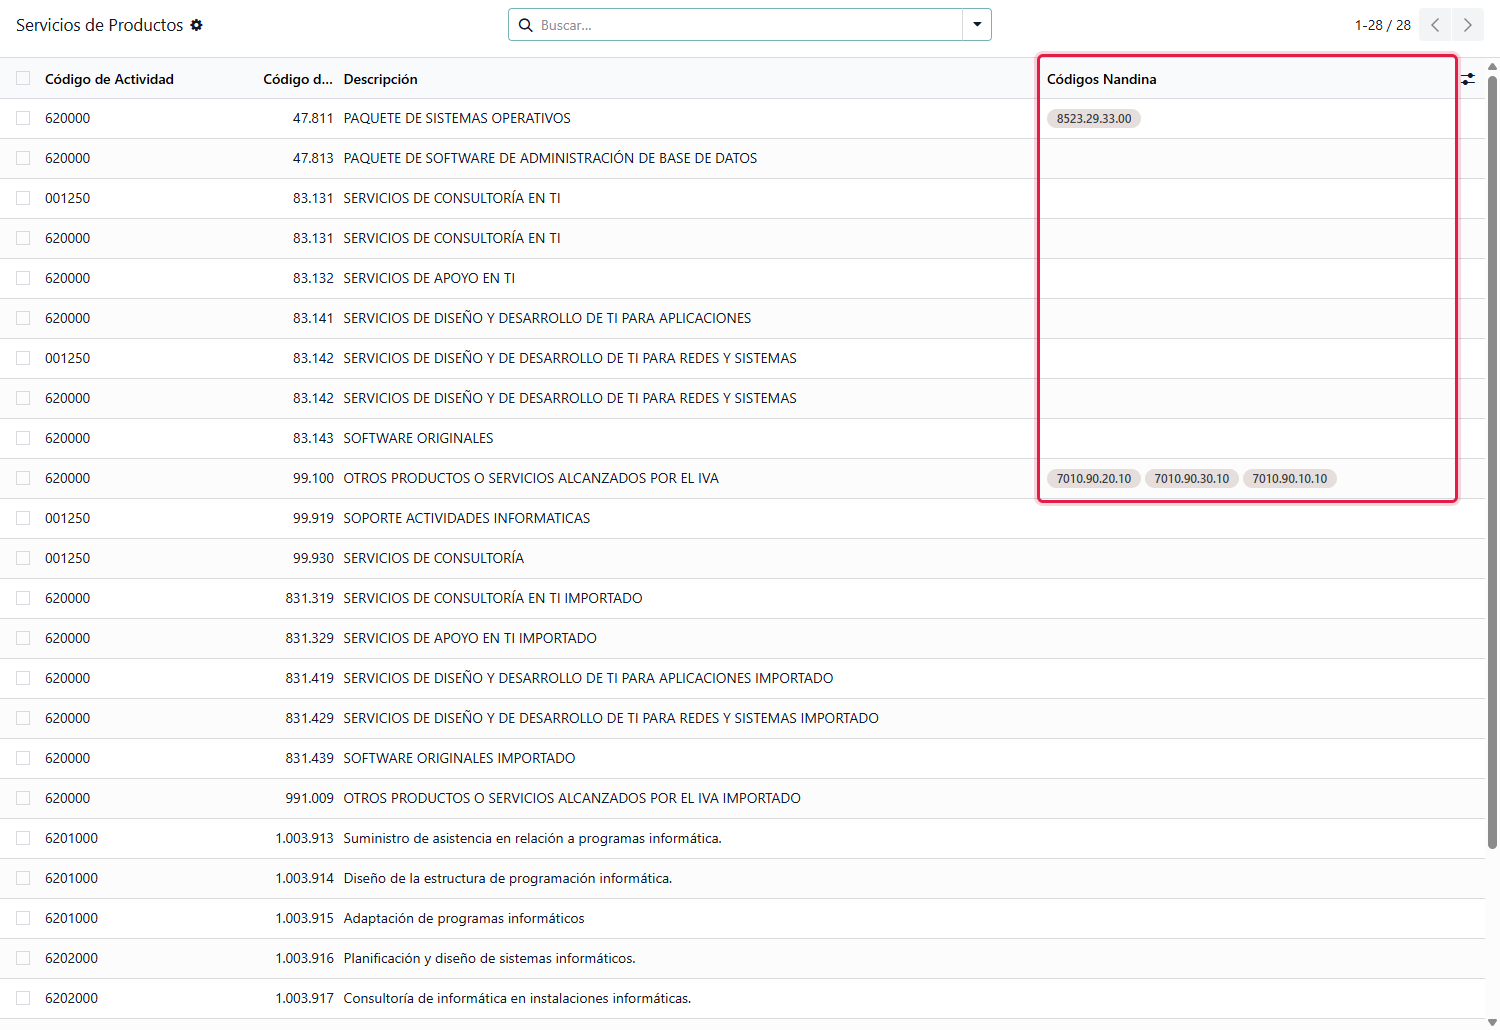 Servicios de Productos
Buscar...
1-28 / 28
Código de Actividad Código d... Descripción Códigos Nandina
620000 47.811 PAQUETE DE SISTEMAS OPERATIVOS 8523.29.33.00
620000 47.813 PAQUETE DE SOFTWARE DE ADMINISTRACIÓN DE BASE DE DATOS
001250 83.131 SERVICIOS DE CONSULTORÍA EN TI
620000 83.131 SERVICIOS DE CONSULTORÍA EN TI
620000 83.132 SERVICIOS DE APOYO EN TI
620000 83.141 SERVICIOS DE DISEÑO Y DESARROLLO DE TI PARA APLICACIONES
001250 83.142 SERVICIOS DE DISEÑO Y DE DESARROLLO DE TI PARA REDES Y SISTEMAS
620000 83.142 SERVICIOS DE DISEÑO Y DE DESARROLLO DE TI PARA REDES Y SISTEMAS
620000 83.143 SOFTWARE ORIGINALES
620000 99.100 OTROS PRODUCTOS O SERVICIOS ALCANZADOS POR EL IVA 7010.90.20.10 7010.90.30.10 7010.90.10.10
001250 99.919 SOPORTE ACTIVIDADES INFORMATICAS
001250 99.930 SERVICIOS DE CONSULTORÍA
620000 831.319 SERVICIOS DE CONSULTORÍA EN TI IMPORTADO
620000 831.329 SERVICIOS DE APOYO EN TI IMPORTADO
620000 831.419 SERVICIOS DE DISEÑO Y DESARROLLO DE TI PARA APLICACIONES IMPORTADO
620000 831.429 SERVICIOS DE DISEÑO Y DE DESARROLLO DE TI PARA REDES Y SISTEMAS IMPORTADO
620000 831.439 SOFTWARE ORIGINALES IMPORTADO
620000 991.009 OTROS PRODUCTOS O SERVICIOS ALCANZADOS POR EL IVA IMPORTADO
6201000 1.003.913 Suministro de asistencia en relación a programas informática.
6201000 1.003.914 Diseño de la estructura de programación informática.
6201000 1.003.915 Adaptación de programas informáticos
6202000 1.003.916 Planificación y diseño de sistemas informáticos.
6202000 1.003.917 Consultoría de informática en instalaciones informáticas.